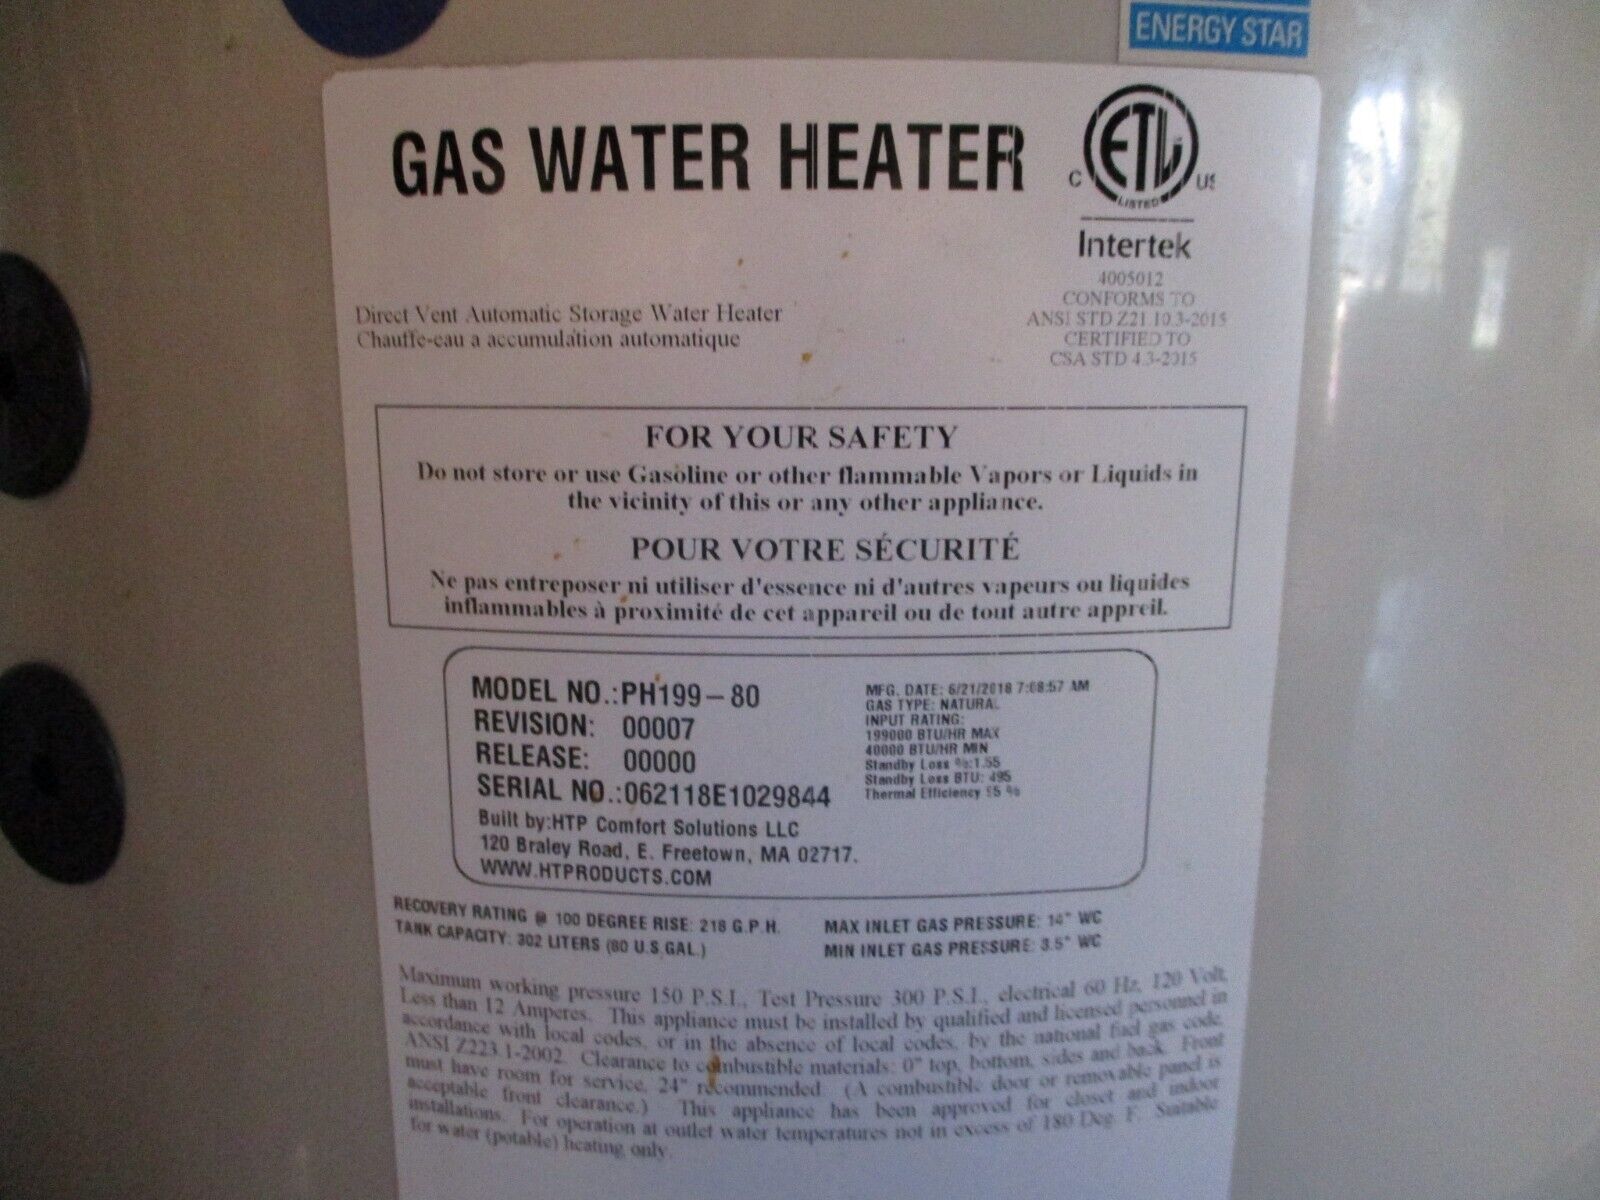 ENERGY STAR
GAS WATER HEATER
C ETL US
LISTED
Intertek
4005012
CONFORMS TO
ANSI STD Z21.10.3-2015
CERTIFIED TO
CSA STD 4.3-2015
Direct Vent Automatic Storage Water Heater
Chauffe-eau a accumulation automatique
FOR YOUR SAFETY
Do not store or use Gasoline or other flammable Vapors or Liquids in
the vicinity of this or any other appliance.
POUR VOTRE SÉCURITÉ
Ne pas entreposer ni utiliser d'essence ni d'autres vapeurs ou liquides
inflammables à proximité de cet appareil ou de tout autre appreil.
MODEL NO.:PH199-80
REVISION: 00007
RELEASE: 00000
SERIAL NO.:062118E1029844
Built by:HTP Comfort Solutions LLC
120 Braley Road, E. Freetown, MA 02717.
WWW.HTPRODUCTS.COM
MFG. DATE: 6/21/2018 7:08:57 AM
GAS TYPE: NATURAL
INPUT RATING:
199000 BTU/HR MAX
40000 BTU/HR MIN
Standby Loss %:1.55
Standby Loss BTU: 495
Thermal Efficiency 95 %
RECOVERY RATING @ 100 DEGREE RISE: 218 G.P.H.
TANK CAPACITY: 302 LITERS (80 U.S.GAL.)
MAX INLET GAS PRESSURE: 14" WC
MIN INLET GAS PRESSURE: 3.5" WC
Maximum working pressure 150 P.S.I., Test Pressure 300 P.S.I., electrical 60 Hz, 120 Volt,
Less than 12 Amperes. This appliance must be installed by qualified and licensed personnel in
accordance with local codes, or in the absence of local codes, by the national fuel gas code,
ANSI Z223.1-2002. Clearance to combustible materials: 0" top, bottom, sides and back. Front
must have room for service, 24" recommended. (A combustible door or removable panel is
acceptable front clearance.) This appliance has been approved for closet and indoor
installations. For operation at outlet water temperatures not in excess of 180 Deg F. Suitable
for water (potable) heating only.